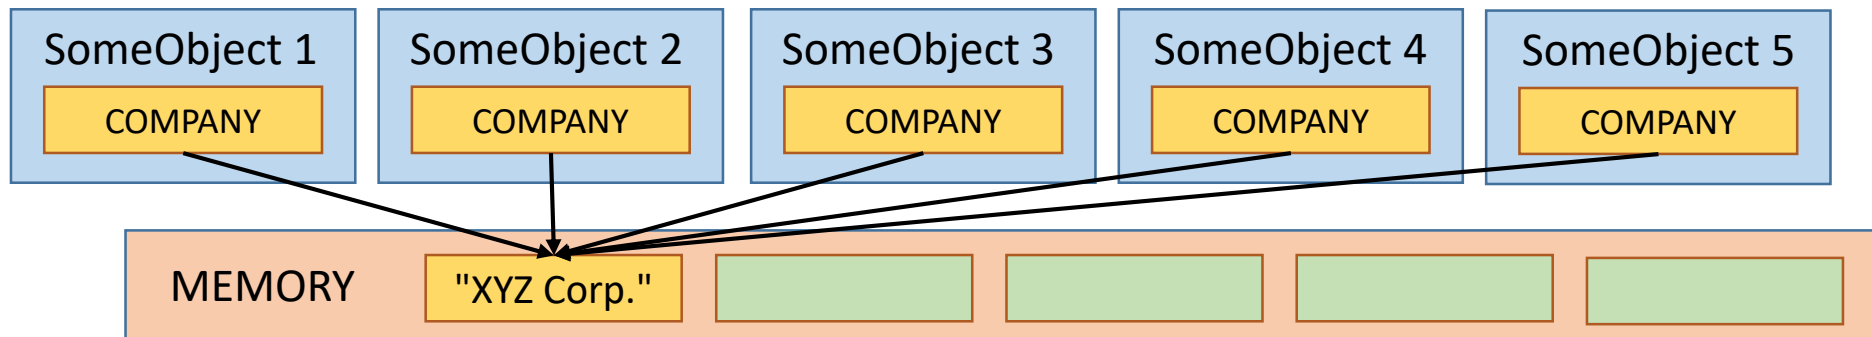 SomeObject 1
SomeObject 2
SomeObject 3
SomeObject 4
SomeObject 5
COMPANY
COMPANY
COMPANY
COMPANY
COMPANY
MEMORY
"XYZ Corp."